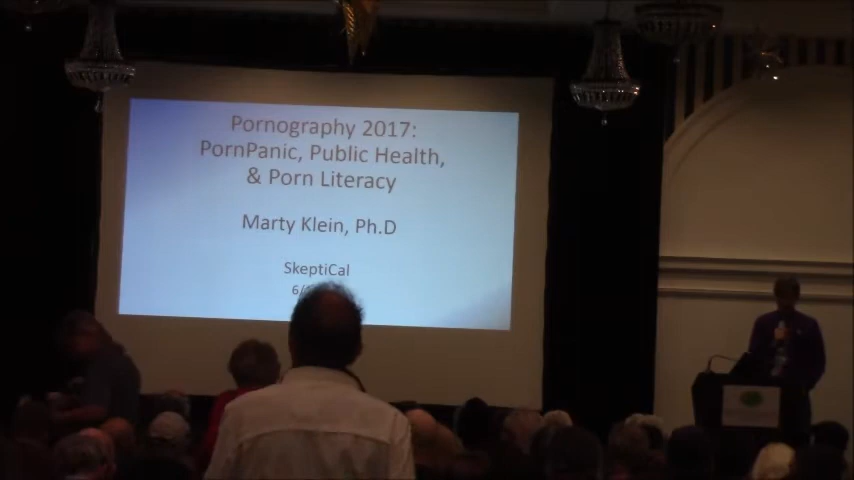 Pornography 2017:
PornPanic, Public Health,
& Porn Literacy
Marty Klein, Ph.D
SkeptiCal